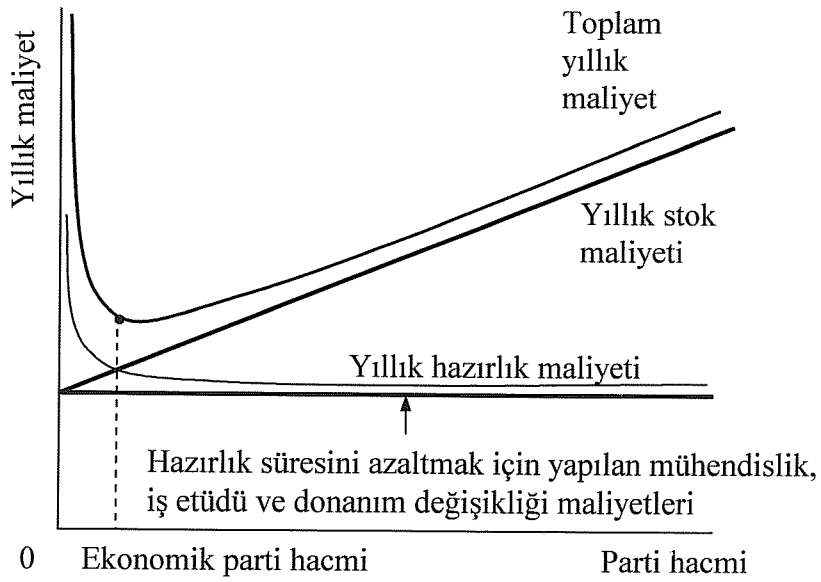 Toplam
yıllık
maliyet
Yıllık maliyet
Yıllık stok
maliyeti
Yıllık hazırlık maliyeti
Hazırlık süresini azaltmak için yapılan mühendislik,
iş etüdü ve donanım değişikliği maliyetleri
0
Ekonomik parti hacmi
Parti hacmi